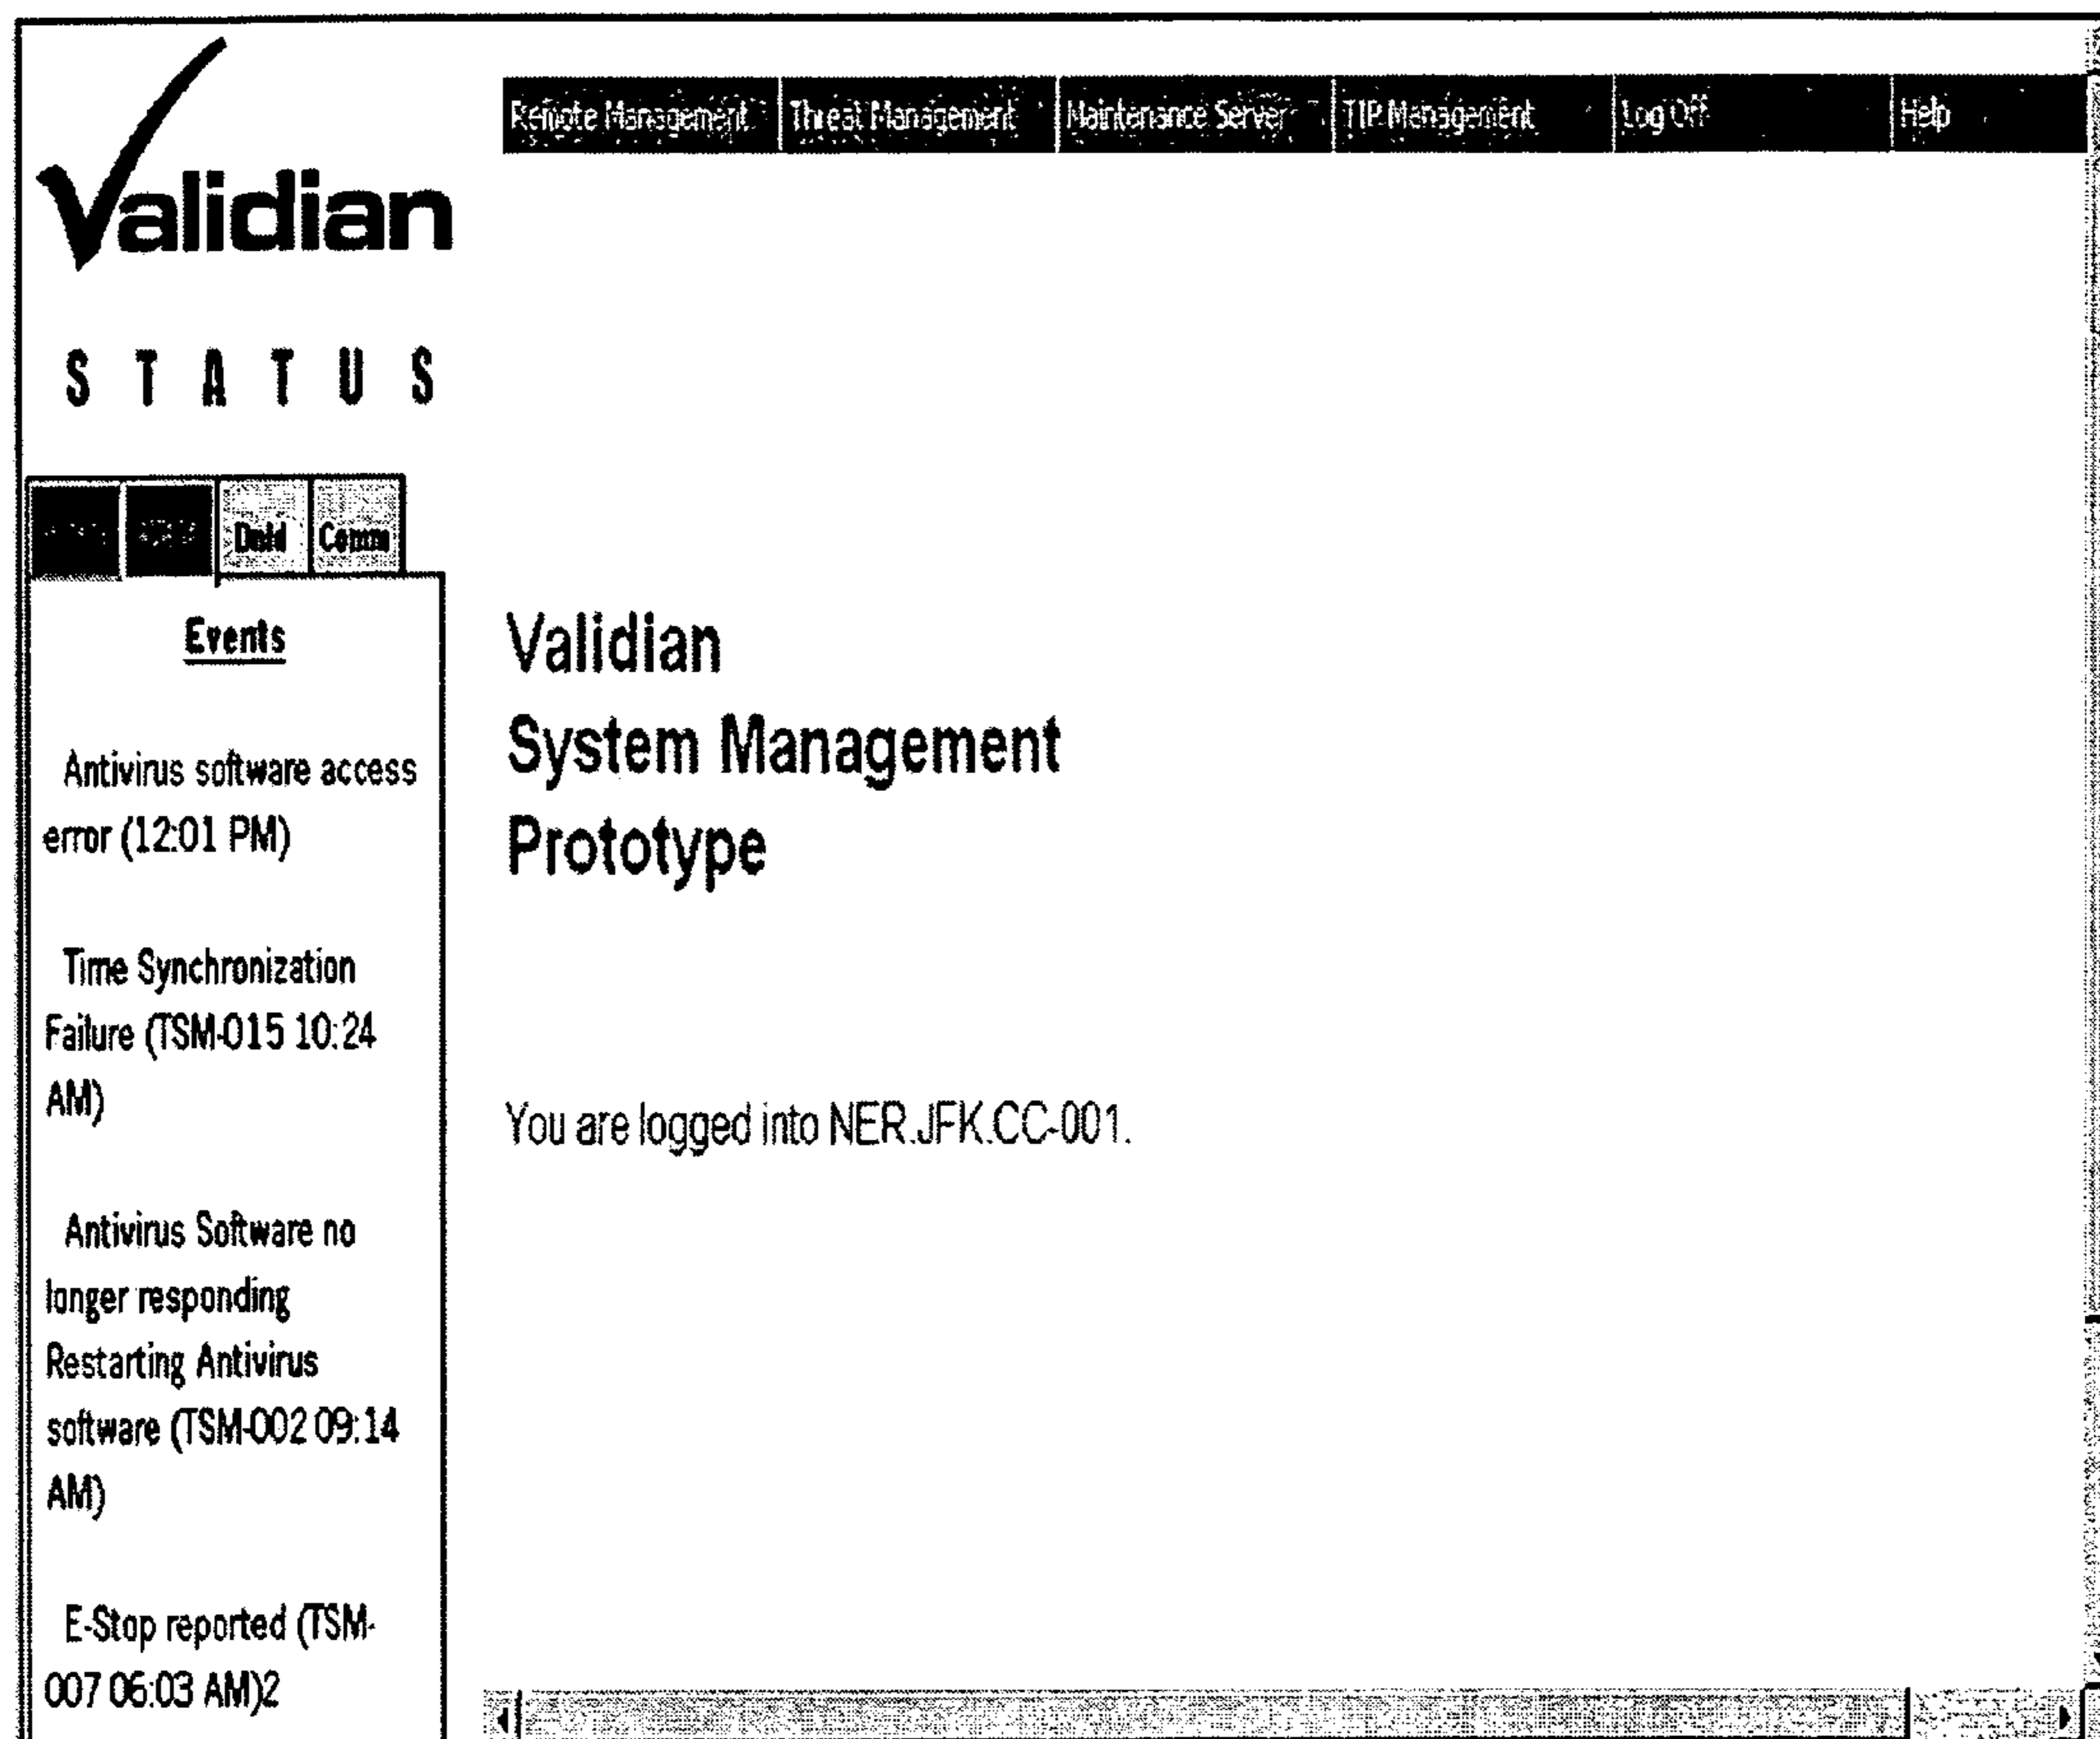 Validian
Remote Management Threat Management Maintenance Server TIP Management Log Off Help
STATUS
Dnld Comm
Events
Antivirus software access
error (12:01 PM)
Time Synchronization
Failure (TSM-015 10:24
AM)
Antivirus Software no
longer responding
Restarting Antivirus
software (TSM-002 09:14
AM)
E-Stop reported (TSM-
007 06:03 AM)2
Validian
System Management
Prototype
You are logged into NER.JFK.CC-001.